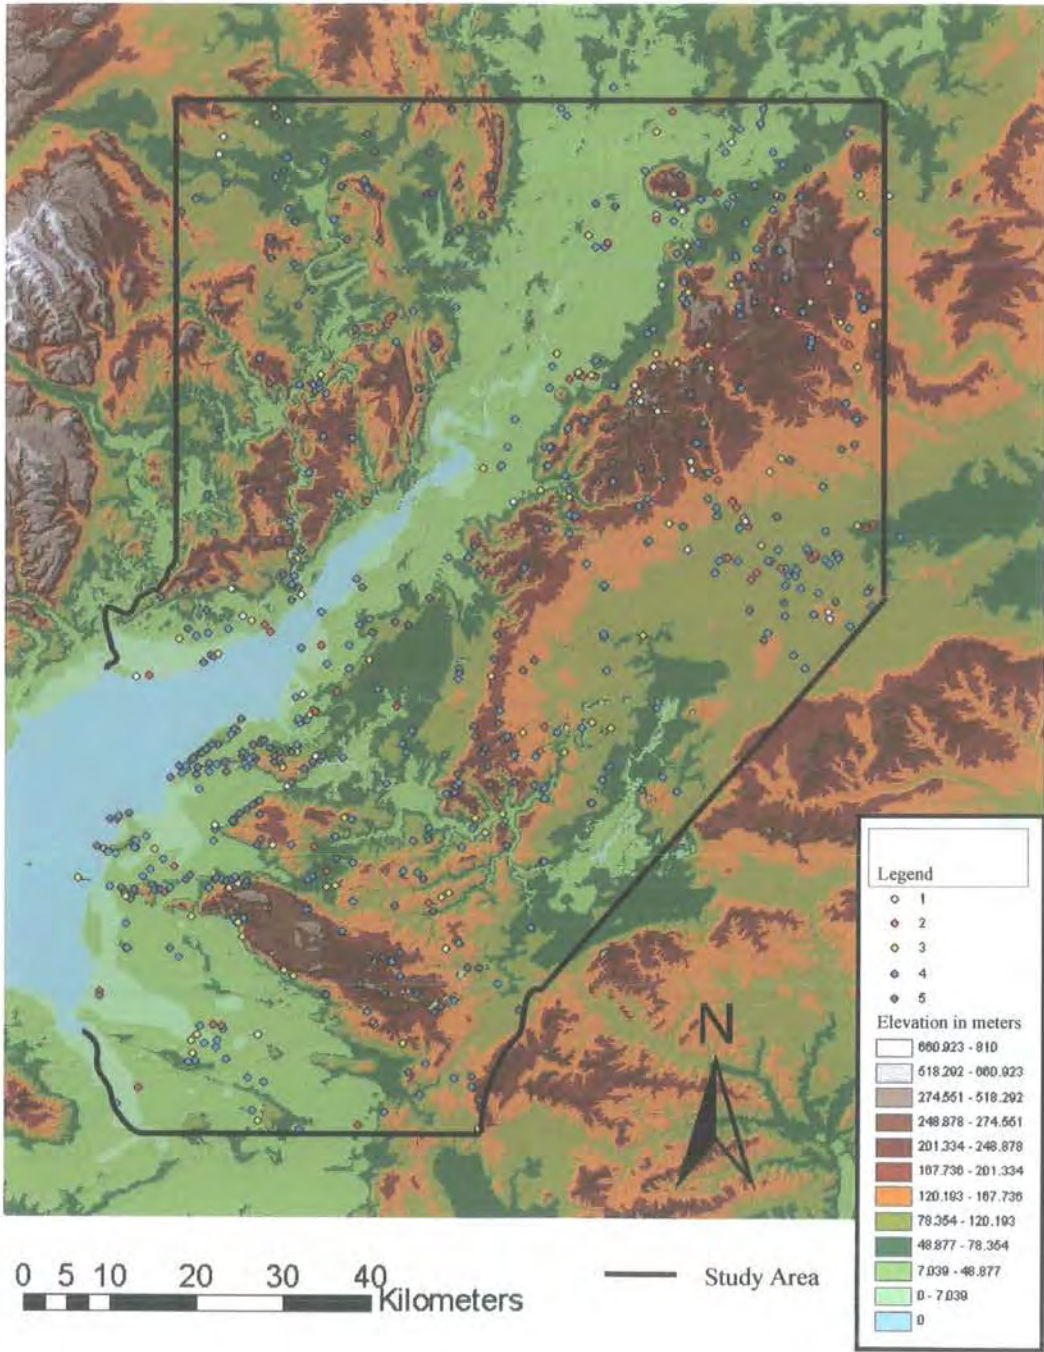 Legend
1
2
3
4
5
Elevation in meters
660.923 - 810
518.292 - 660.923
274.551 - 518.292
248.878 - 274.551
201.334 - 248.878
167.736 - 201.334
120.193 - 167.736
78.354 - 120.193
48.877 - 78.354
7.039 - 48.877
0 - 7.039
0
N
0 5 10 20 30 40
Kilometers
Study Area